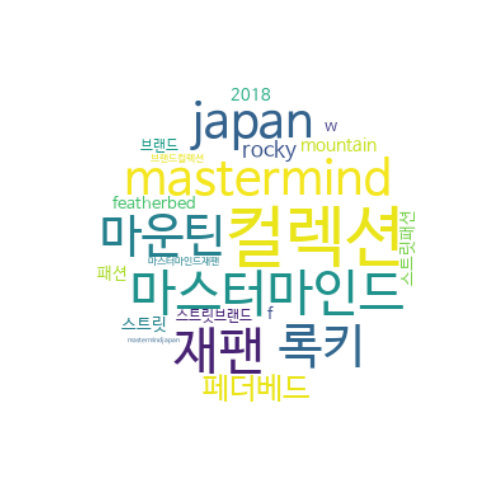 2018
japan
w
브랜드
rocky
mountain
브랜드컬렉션
mastermind
featherbed
마운틴
컬렉션
스트릿패션
마스터마인드재팬
패션
마스터마인드
스트릿
스트릿브랜드
f
mastermindjapan
재팬
록키
페더베드